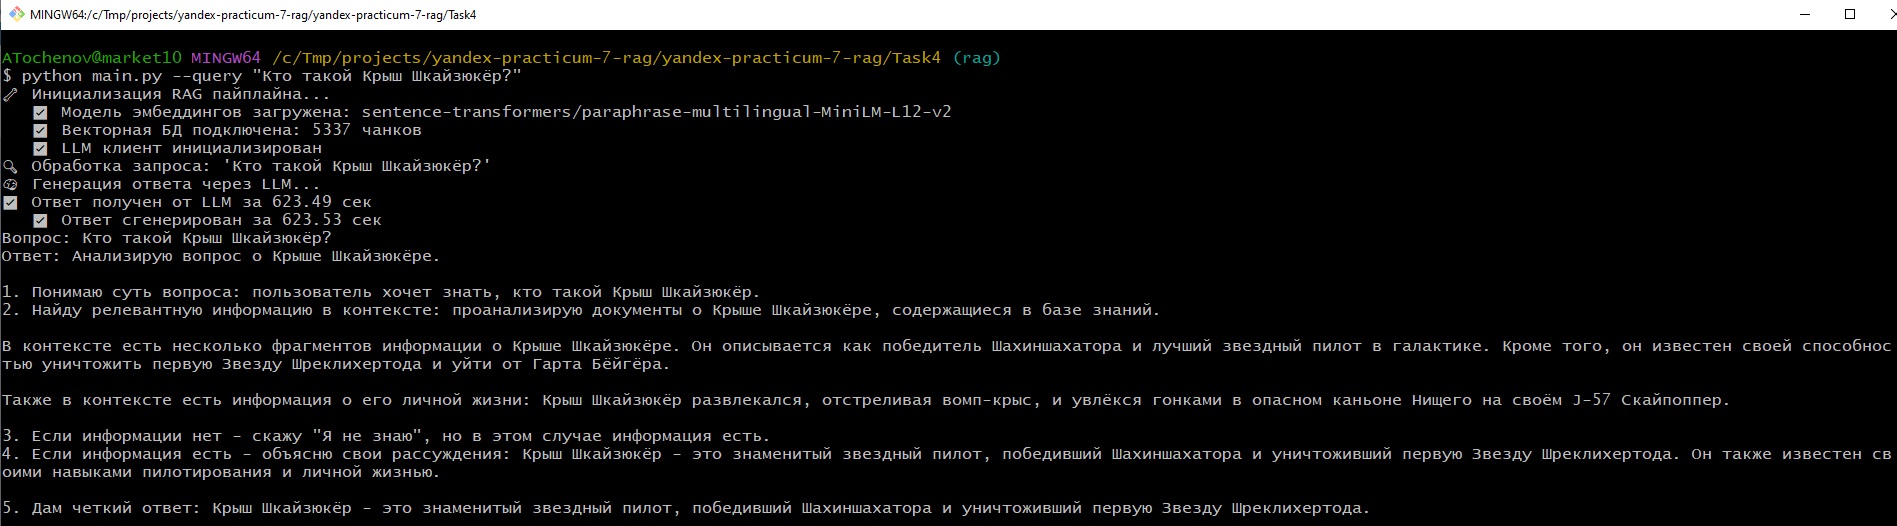 MINGW64:/c/Tmp/projects/yandex-practicum-7-rag/yandex-practicum-7-rag/Task4
ATochenov@market10 MINGW64 /c/Tmp/projects/yandex-practicum-7-rag/yandex-practicum-7-rag/Task4 (rag)
$ python main.py --query "Кто такой Крыш Шкайзюкёр?"
Инициализация RAG пайплайна...
Модель эмбеддингов загружена: sentence-transformers/paraphrase-multilingual-MiniLM-L12-v2
Векторная БД подключена: 5337 чанков
LLM клиент инициализирован
Обработка запроса: 'Кто такой Крыш Шкайзюкёр?'
Генерация ответа через LLM...
Ответ получен от LLM за 623.49 сек
Ответ сгенерирован за 623.53 сек
Вопрос: Кто такой Крыш Шкайзюкёр?
Ответ: Анализирую вопрос о Крыше Шкайзюкёре.
1. Понимаю суть вопроса: пользователь хочет знать, кто такой Крыш Шкайзюкёр.
2. Найду релевантную информацию в контексте: проанализирую документы о Крыше Шкайзюкёре, содержащиеся в базе знаний.
В контексте есть несколько фрагментов информации о Крыше Шкайзюкёре. Он описывается как победитель Шахиншахатора и лучший звездный пилот в галактике. Кроме того, он известен своей способнос
тью уничтожить первую Звезду Шреклихертода и уйти от Гарта Бёйгёра.
Также в контексте есть информация о его личной жизни: Крыш Шкайзюкёр развлекался, отстреливая вомп-крыс, и увлёкся гонками в опасном каньоне Нищего на своём J-57 Скайпоппер.
3. Если информации нет - скажу "Я не знаю", но в этом случае информация есть.
4. Если информация есть - объясню свои рассуждения: Крыш Шкайзюкёр - это знаменитый звездный пилот, победивший Шахиншахатора и уничтоживший первую Звезду Шреклихертода. Он также известен св
оими навыками пилотирования и личной жизнью.
5. Дам четкий ответ: Крыш Шкайзюкёр - это знаменитый звездный пилот, победивший Шахиншахатора и уничтоживший первую Звезду Шреклихертода.